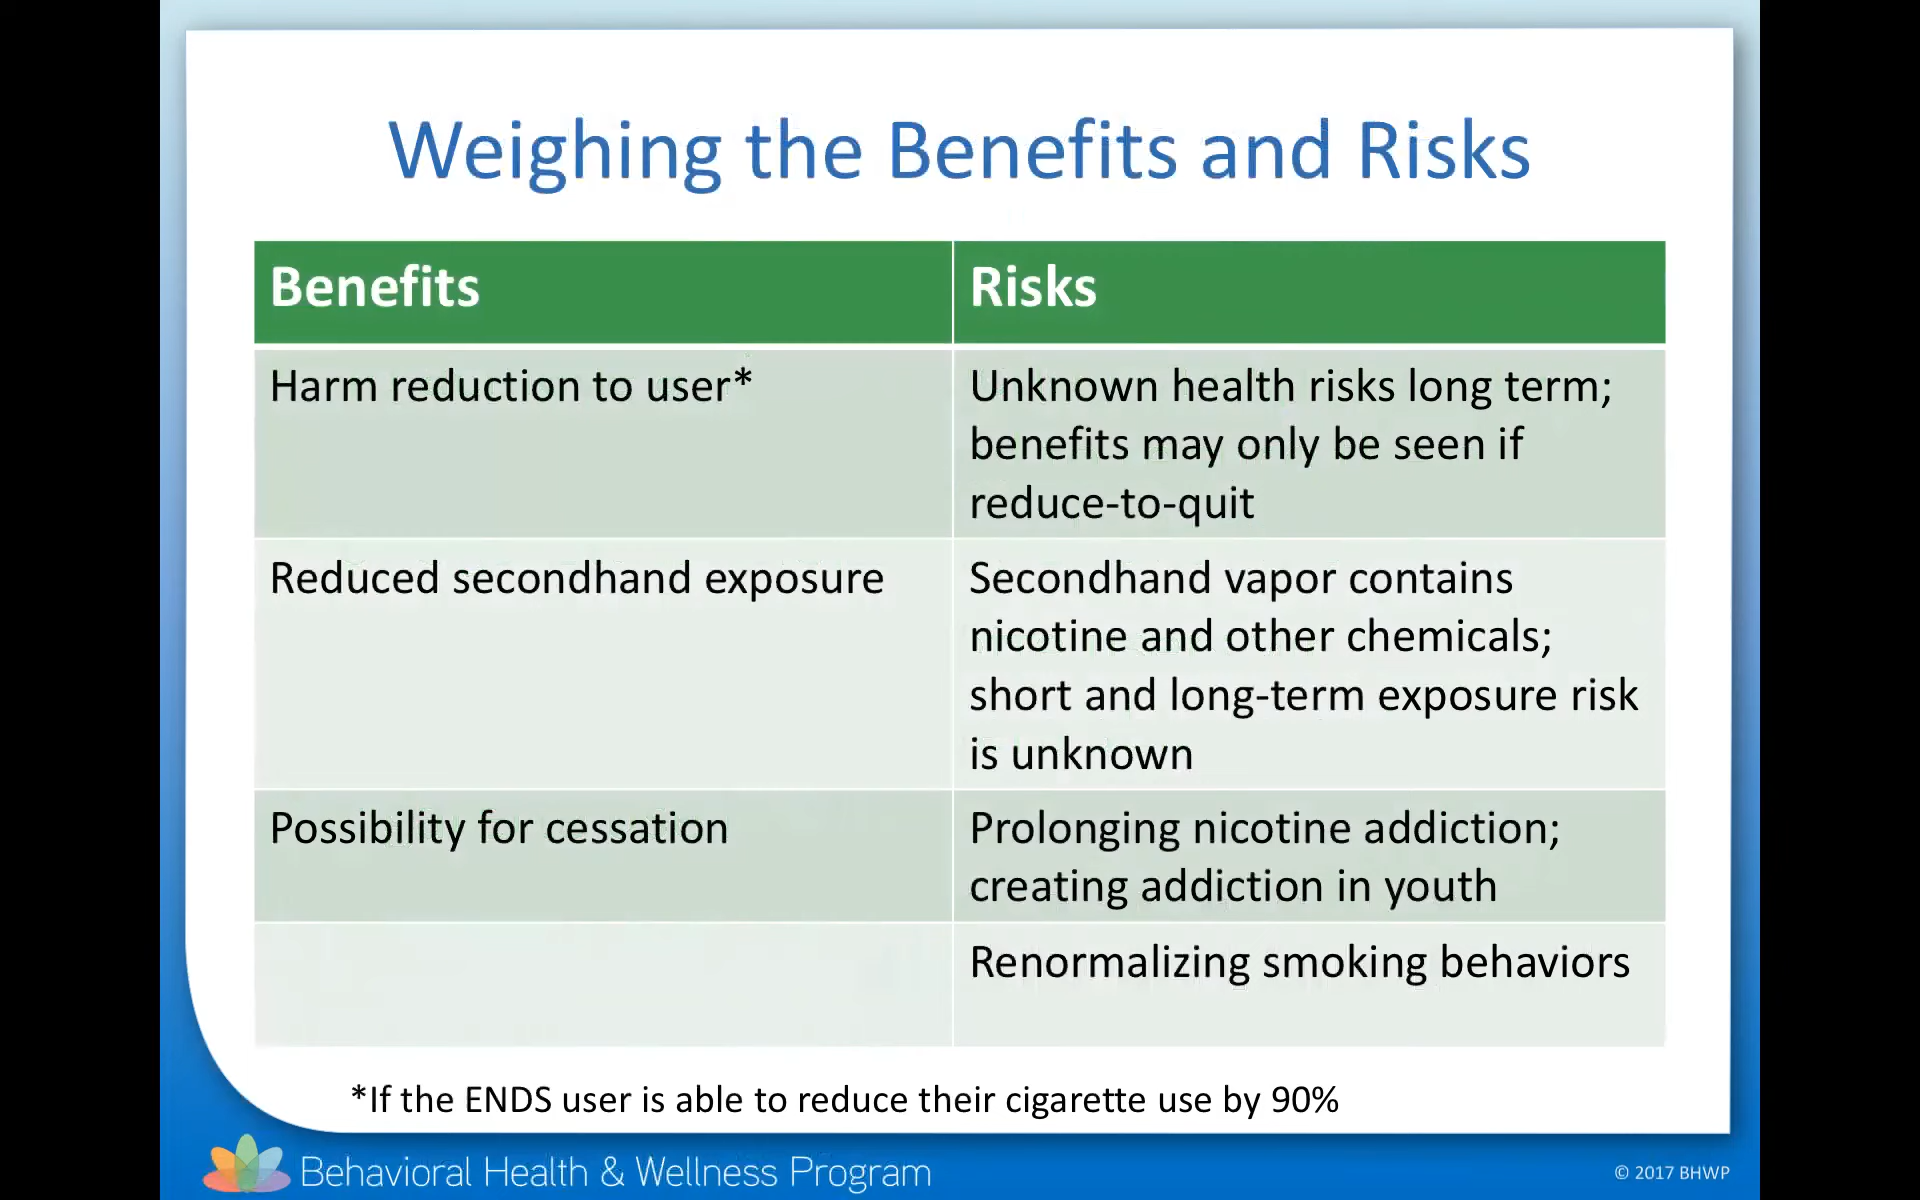 Weighing the Benefits and Risks
Benefits
Risks
Harm reduction to user*
Unknown health risks long term;
benefits may only be seen if
reduce-to-quit
Reduced secondhand exposure
Secondhand vapor contains
nicotine and other chemicals;
short and long-term exposure risk
is unknown
Possibility for cessation
Prolonging nicotine addiction;
creating addiction in youth
Renormalizing smoking behaviors
*If the ENDS user is able to reduce their cigarette use by 90%
Behavioral Health & Wellness Program
© 2017 BHWP